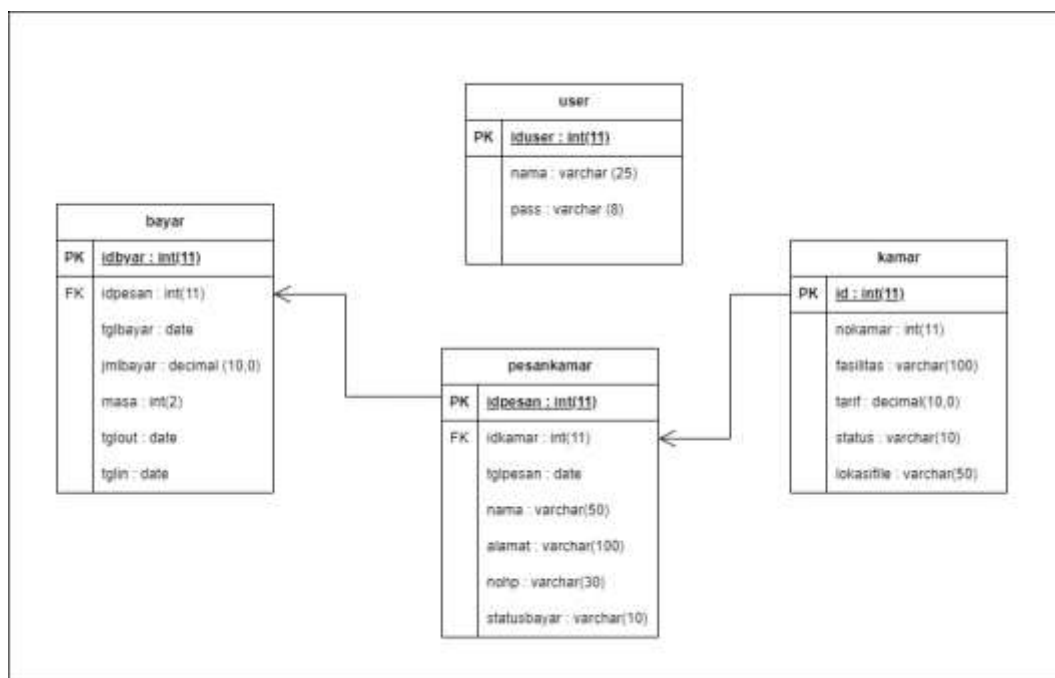 user
PK iduser : int(11)
nama : varchar (25)
pass : varchar (8)
bayar
PK idbyar : int(11)
FK idpesan : int(11)
tglbayar : date
jmlbayar : decimal (10,0)
masa : int(2)
tglout : date
tglin : date
pesankamar
PK idpesan : int(11)
FK idkamar : int(11)
tglpesan : date
nama : varchar(50)
alamat : varchar(100)
nohp : varchar(30)
statusbayar : varchar(10)
kamar
PK id : int(11)
nokamar : int(11)
fasilitas : varchar(100)
tarif : decimal(10,0)
status : varchar(10)
lokasifile : varchar(50)